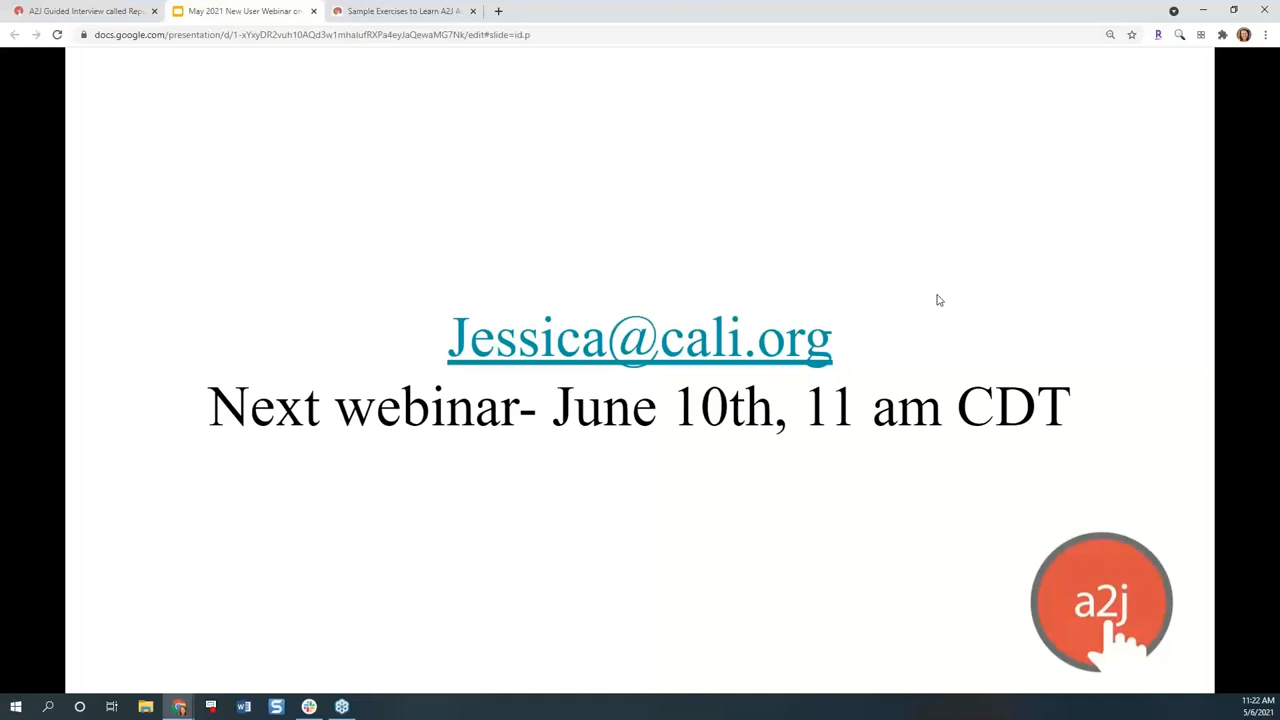 A2J Guided Interview called Rep
May 2021 New User Webinar o
Sample Exercises to Learn A2J A
docs.google.com/presentation/d/1-xYxyDR2vuh10AQd3w1mhaIufRXPa4eyJaQewaMG7Nk/edit#slide=id.p
Jessica@cali.org
Next webinar- June 10th, 11 am CDT
a2j
11:22 AM
5/6/2021